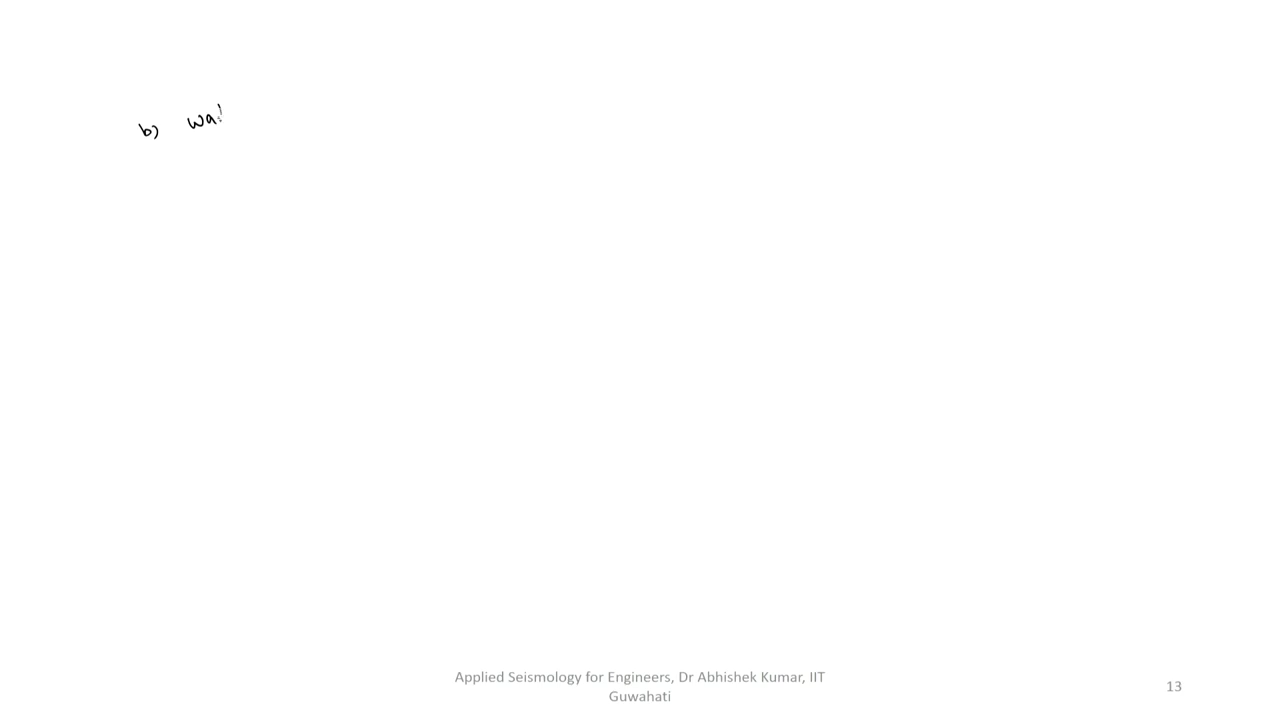 b) wa
Applied Seismology for Engineers, Dr Abhishek Kumar, IIT
Guwahati
13